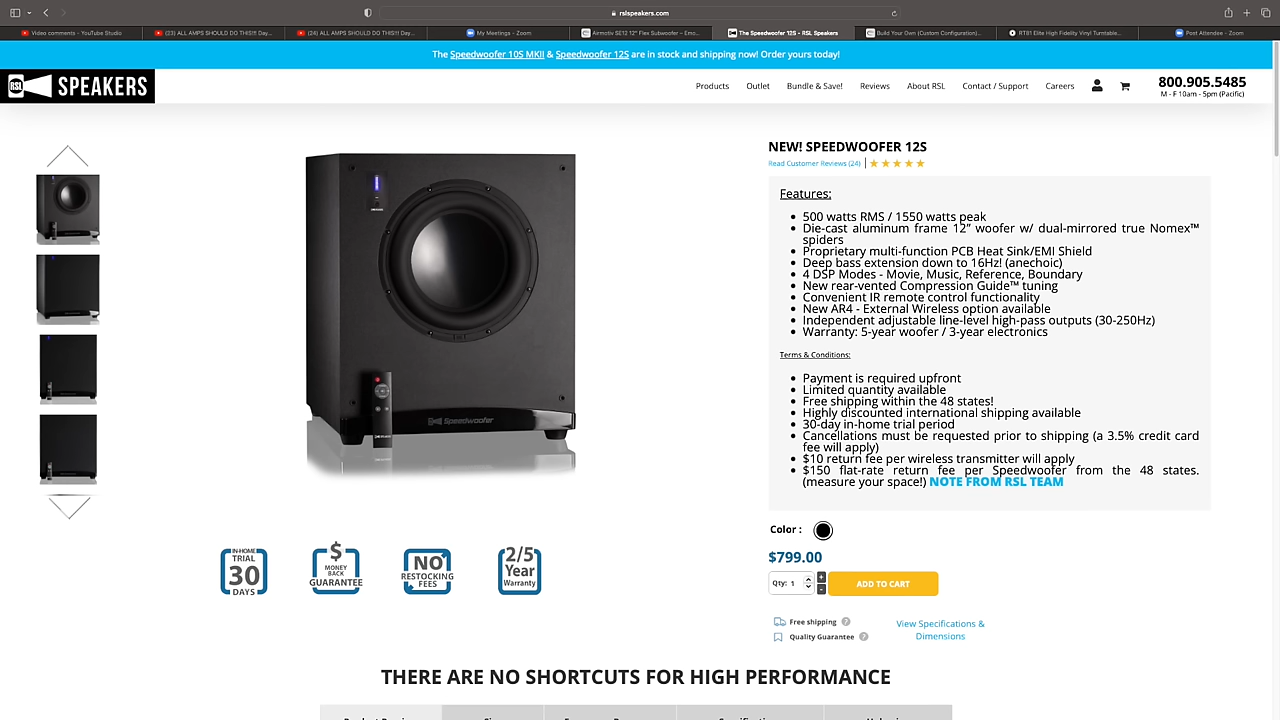 rslspeakers.com
Video comments - YouTube Studio
(23) ALL AMPS SHOULD DO THIS!!! Day...
(24) ALL AMPS SHOULD DO THIS!!! Day...
My Meetings - Zoom
Airmotiv SE12 12" Flex Subwoofer – Emo...
The Speedwoofer 12S - RSL Speakers
Build Your Own (Custom Configuration)...
RT81 Elite High Fidelity Vinyl Turntable...
Post Attendee - Zoom
The Speedwoofer 10S MKII & Speedwoofer 12S are in stock and shipping now! Order yours today!
RSL SPEAKERS
Products
Outlet
Bundle & Save!
Reviews
About RSL
Contact / Support
Careers
800.905.5485
M - F 10am - 5pm (Pacific)
NEW! SPEEDWOOFER 12S
Read Customer Reviews (24)
Features:
500 watts RMS / 1550 watts peak
Die-cast aluminum frame 12” woofer w/ dual-mirrored true Nomex™
spiders
Proprietary multi-function PCB Heat Sink/EMI Shield
Deep bass extension down to 16Hz! (anechoic)
4 DSP Modes - Movie, Music, Reference, Boundary
New rear-vented Compression Guide™ tuning
Convenient IR remote control functionality
New AR4 - External Wireless option available
Independent adjustable line-level high-pass outputs (30-250Hz)
Warranty: 5-year woofer / 3-year electronics
Terms & Conditions:
Payment is required upfront
Limited quantity available
Free shipping within the 48 states!
Highly discounted international shipping available
30-day in-home trial period
Cancellations must be requested prior to shipping (a 3.5% credit card
fee will apply)
$10 return fee per wireless transmitter will apply
$150 flat-rate return fee per Speedwoofer from the 48 states.
(measure your space!) NOTE FROM RSL TEAM
Speedwoofer
IN-HOME
TRIAL
30
DAYS
$
MONEY
BACK
GUARANTEE
NO
RESTOCKING
FEES
2/5
Year
Warranty
Color :
$799.00
Qty: 1
+
-
ADD TO CART
Free shipping ?
Quality Guarantee ?
View Specifications &
Dimensions
THERE ARE NO SHORTCUTS FOR HIGH PERFORMANCE